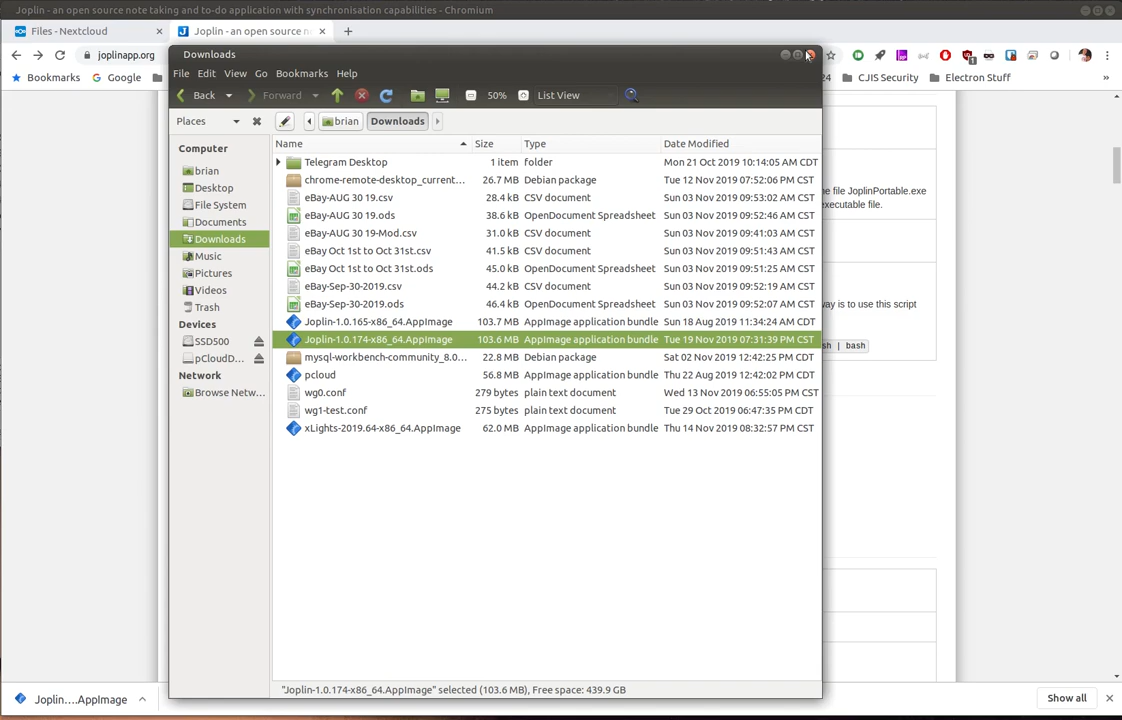 Joplin - an open source note taking and to-do application with synchronisation capabilities - Chromium
Files - Nextcloud
Joplin - an open source
joplinapp.org
Bookmarks
Google
24
CJIS Security
Electron Studff
»
Downloads
File Edit View Go Bookmarks Help
Back
Forward
50%
List View
Places
brian
Downloads
Computer
brian
Desktop
File System
Documents
Downloads
Music
Pictures
Videos
Trash
Devices
SSD500
pCloudD...
Network
Browse Netw...
Name Size Type Date Modified
Telegram Desktop 1 item folder Mon 21 Oct 2019 10:14:05 AM CDT
chrome-remote-desktop_current... 26.7 MB Debian package Tue 12 Nov 2019 07:52:06 PM CST
eBay-AUG 30 19.csv 28.4 kB CSV document Sun 03 Nov 2019 09:53:02 AM CST
eBay-AUG 30 19.ods 38.6 kB OpenDocument Spreadsheet Sun 03 Nov 2019 09:52:46 AM CST
eBay-AUG 30 19-Mod.csv 31.0 kB CSV document Sun 03 Nov 2019 09:41:03 AM CST
eBay Oct 1st to Oct 31st.csv 41.5 kB CSV document Sun 03 Nov 2019 09:51:43 AM CST
eBay Oct 1st to Oct 31st.ods 45.0 kB OpenDocument Spreadsheet Sun 03 Nov 2019 09:51:25 AM CST
eBay-Sep-30-2019.csv 44.2 kB CSV document Sun 03 Nov 2019 09:52:19 AM CST
eBay-Sep-30-2019.ods 46.4 kB OpenDocument Spreadsheet Sun 03 Nov 2019 09:52:07 AM CST
Joplin-1.0.165-x86_64.AppImage 103.7 MB AppImage application bundle Sun 18 Aug 2019 11:34:24 AM CDT
Joplin-1.0.174-x86_64.AppImage 103.6 MB AppImage application bundle Tue 19 Nov 2019 07:31:39 PM CST
mysql-workbench-community_8.0... 22.8 MB Debian package Sat 02 Nov 2019 12:42:25 PM CDT
pcloud 56.8 MB AppImage application bundle Thu 22 Aug 2019 12:42:02 PM CDT
wg0.conf 279 bytes plain text document Wed 13 Nov 2019 06:55:05 PM CST
wg1-test.conf 275 bytes plain text document Tue 29 Oct 2019 06:47:35 PM CDT
xLights-2019.64-x86_64.AppImage 62.0 MB AppImage application bundle Thu 14 Nov 2019 08:32:57 PM CST
"Joplin-1.0.174-x86_64.AppImage" selected (103.6 MB), Free space: 439.9 GB
he file JoplinPortable.exe
executable file.
vay is to use this script
sh | bash
Joplin-....AppImage
Show all